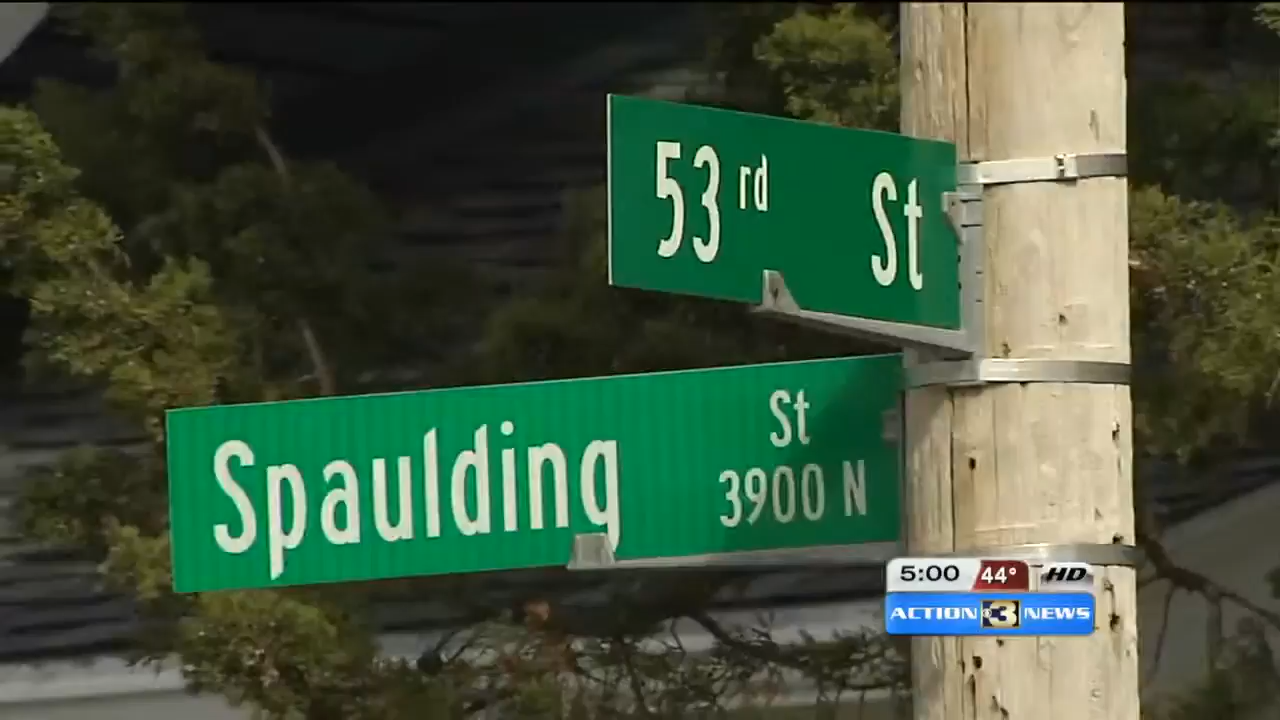 53rd St
Spaulding St
3900 N
5:00 44° HD
ACTION 3 NEWS